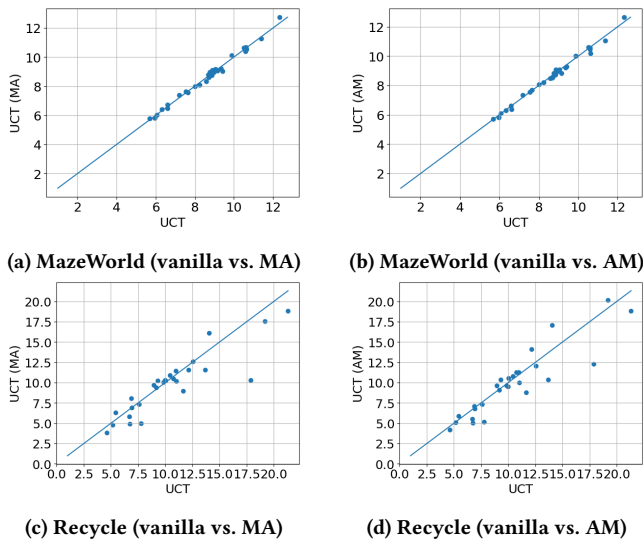 12
10
8
6
4
2
UCT (MA)
2 4 6 8 10 12
UCT
12
10
8
6
4
2
UCT (AM)
2 4 6 8 10 12
UCT
(a) MazeWorld (vanilla vs. MA)
(b) MazeWorld (vanilla vs. AM)
20.0
17.5
15.0
12.5
10.0
7.5
5.0
2.5
0.0
UCT (MA)
0.0 2.5 5.0 7.5 10.0 12.5 15.0 17.5 20.0
UCT
20.0
17.5
15.0
12.5
10.0
7.5
5.0
2.5
0.0
UCT (AM)
0.0 2.5 5.0 7.5 10.0 12.5 15.0 17.5 20.0
UCT
(c) Recycle (vanilla vs. MA)
(d) Recycle (vanilla vs. AM)